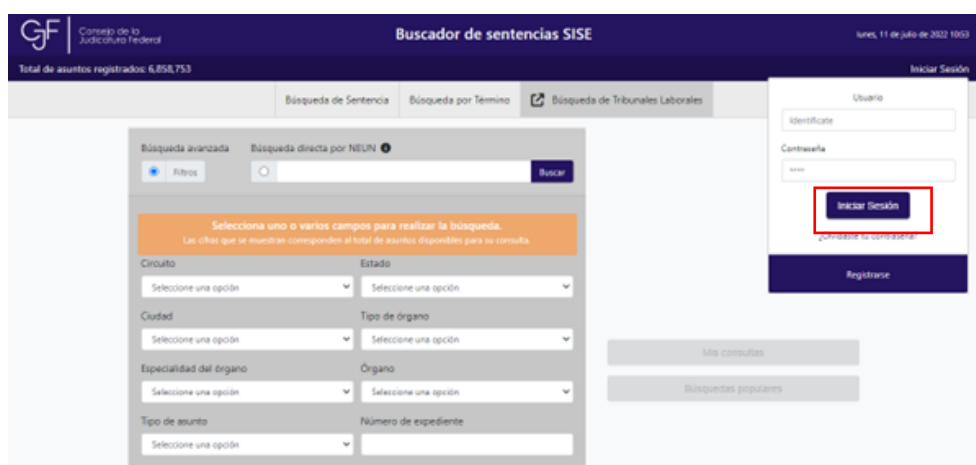 CJF
Consejo de la
Judicatura Federal
Buscador de sentencias SISE
lunes, 11 de julio de 2022 10:53
Total de asuntos registrados: 6,858,753
Iniciar Sesión
Búsqueda de Sentencia
Búsqueda por Término
Búsqueda de Tribunales Laborales
Usuario
Identifícate
Contraseña
Iniciar Sesión
¿Olvidaste tu contraseña?
Registrarse
Búsqueda avanzada
Búsqueda directa por NEUN
Filtros
Buscar
Selecciona uno o varios campos para realizar la búsqueda.
Las cifras que se muestran corresponden al total de asuntos disponibles para su consulta.
Circuito
Estado
Seleccione una opción
Seleccione una opción
Ciudad
Tipo de órgano
Seleccione una opción
Seleccione una opción
Especialidad del órgano
Órgano
Seleccione una opción
Seleccione una opción
Tipo de asunto
Número de expediente
Seleccione una opción
Mis consultas
Búsquedas populares